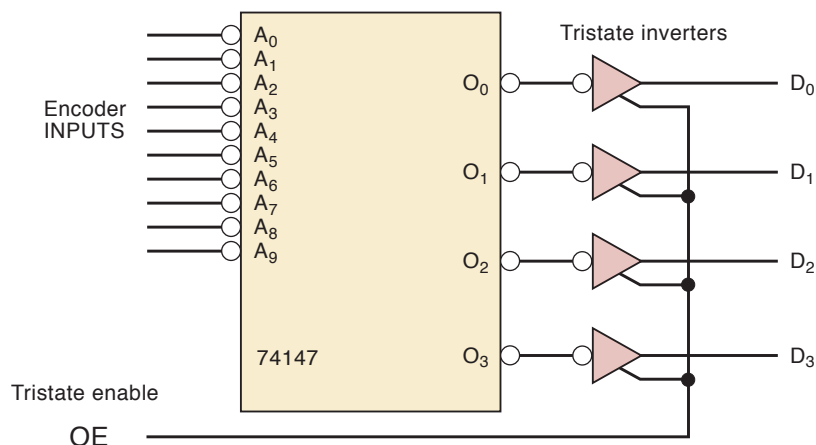 Tristate inverters
Encoder
INPUTS
A₀
A₁
A₂
A₃
A₄
A₅
A₆
A₇
A₈
A₉
O₀
O₁
O₂
O₃
D₀
D₁
D₂
D₃
74147
Tristate enable
OE